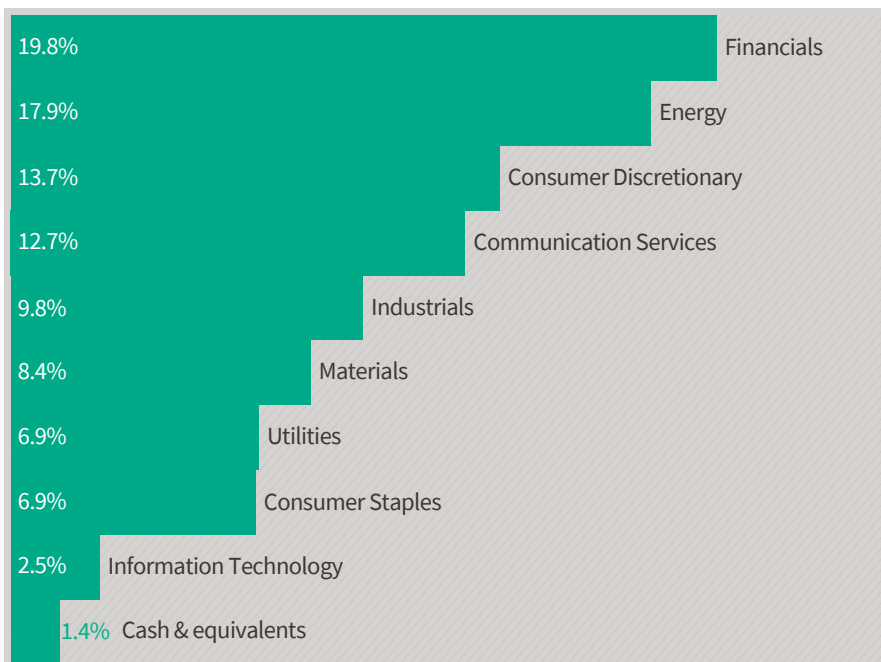 19.8% Financials
17.9% Energy
13.7% Consumer Discretionary
12.7% Communication Services
9.8% Industrials
8.4% Materials
6.9% Utilities
6.9% Consumer Staples
2.5% Information Technology
1.4% Cash & equivalents